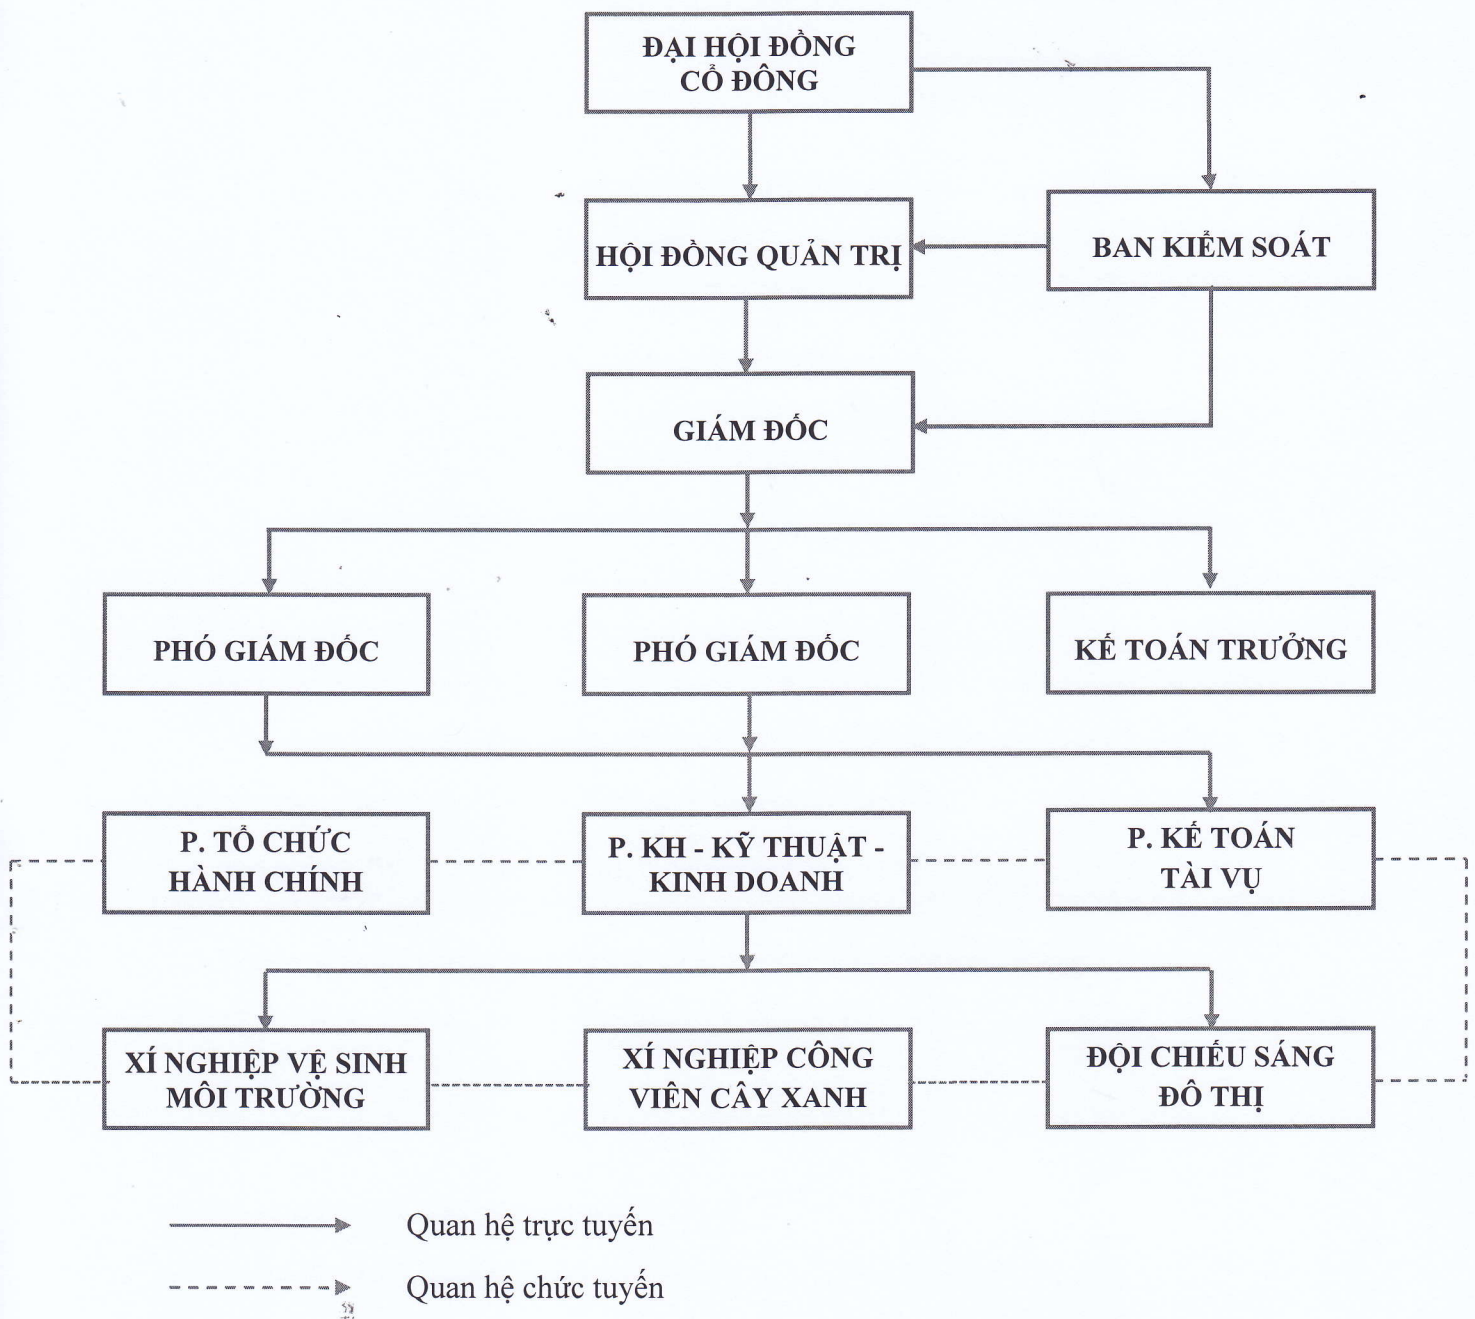 ĐẠI HỘI ĐỒNG
CỔ ĐÔNG
HỘI ĐỒNG QUẢN TRỊ
BAN KIỂM SOÁT
GIÁM ĐỐC
PHÓ GIÁM ĐỐC
PHÓ GIÁM ĐỐC
KẾ TOÁN TRƯỞNG
P. TỔ CHỨC
HÀNH CHÍNH
P. KH - KỸ THUẬT -
KINH DOANH
P. KẾ TOÁN
TÀI VỤ
XÍ NGHIỆP VỆ SINH
MÔI TRƯỜNG
XÍ NGHIỆP CÔNG
VIÊN CÂY XANH
ĐỘI CHIẾU SÁNG
ĐÔ THỊ
Quan hệ trực tuyến
Quan hệ chức tuyến